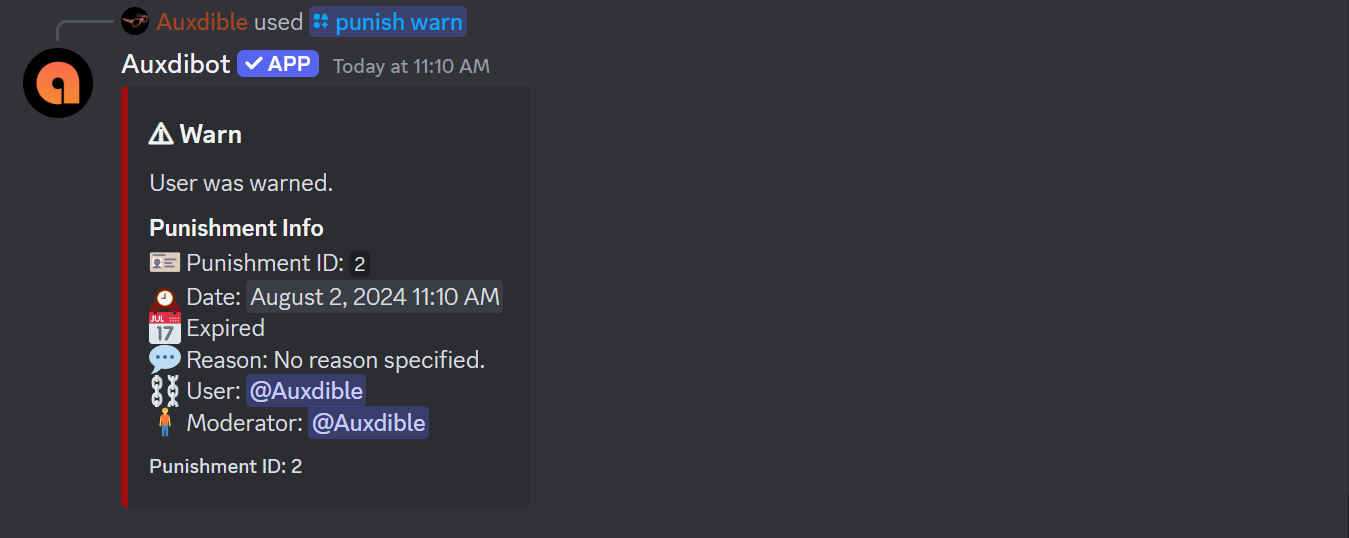 Auxdible used punish warn
Auxdibot ✓ APP Today at 11:10 AM
⚠ Warn
User was warned.
Punishment Info
🪪 Punishment ID: 2
🕰 Date: August 2, 2024 11:10 AM
📅 Expired
💬 Reason: No reason specified.
⛓ User: @Auxdible
🧍 Moderator: @Auxdible
Punishment ID: 2